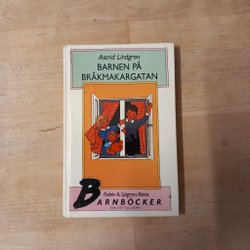 Astrid Lindgren
BARNEN PÅ
BRÅKMAKARGATAN
Rabén & Sjögrens Bästa
BARNBÖCKER